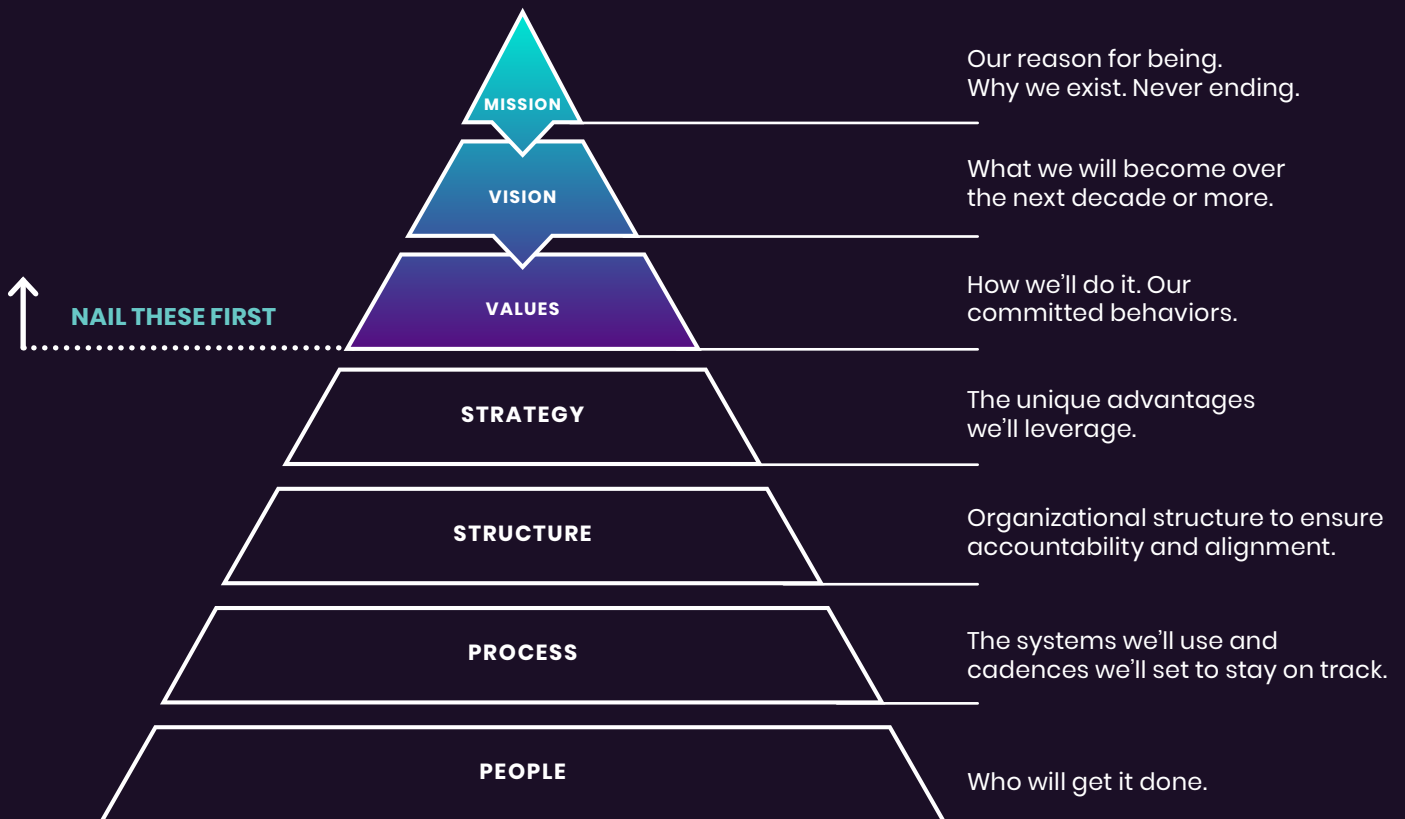 MISSION
Our reason for being.
Why we exist. Never ending.
VISION
What we will become over
the next decade or more.
NAIL THESE FIRST
VALUES
How we’ll do it. Our
committed behaviors.
STRATEGY
The unique advantages
we’ll leverage.
STRUCTURE
Organizational structure to ensure
accountability and alignment.
PROCESS
The systems we’ll use and
cadences we’ll set to stay on track.
PEOPLE
Who will get it done.